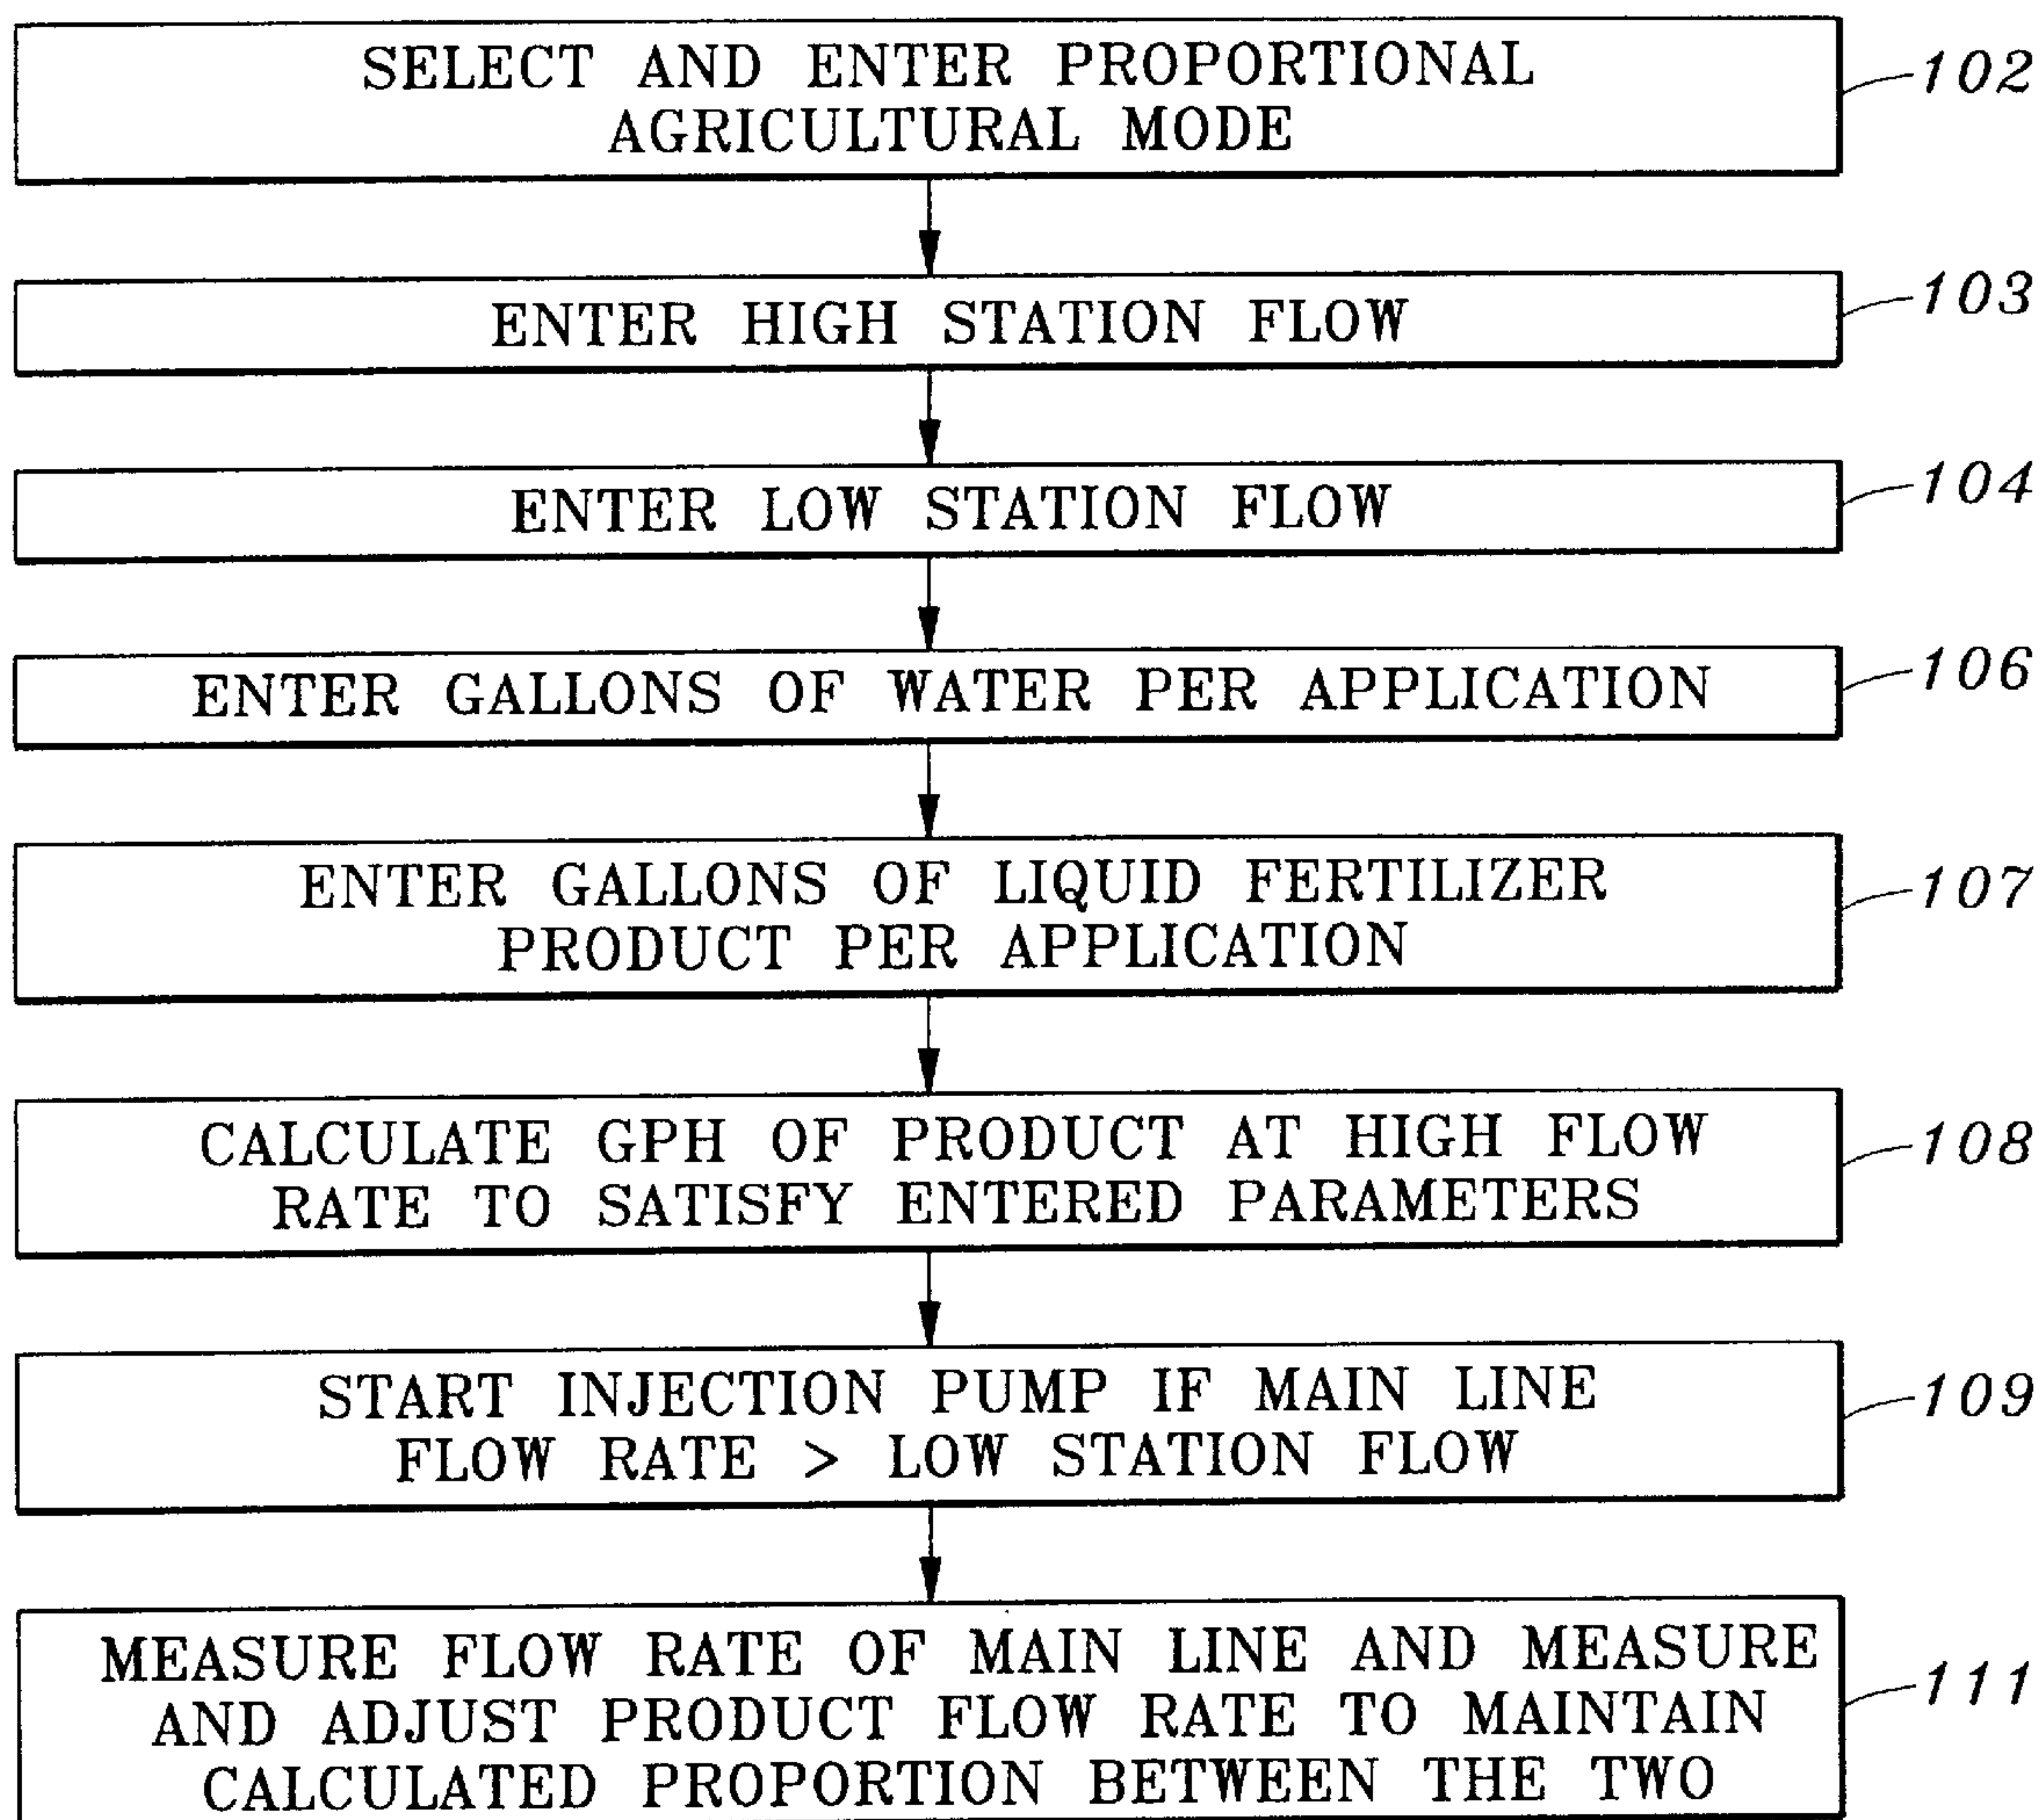 SELECT AND ENTER PROPORTIONAL
AGRICULTURAL MODE
102
ENTER HIGH STATION FLOW
103
ENTER LOW STATION FLOW
104
ENTER GALLONS OF WATER PER APPLICATION
106
ENTER GALLONS OF LIQUID FERTILIZER
PRODUCT PER APPLICATION
107
CALCULATE GPH OF PRODUCT AT HIGH FLOW
RATE TO SATISFY ENTERED PARAMETERS
108
START INJECTION PUMP IF MAIN LINE
FLOW RATE > LOW STATION FLOW
109
MEASURE FLOW RATE OF MAIN LINE AND MEASURE
AND ADJUST PRODUCT FLOW RATE TO MAINTAIN
CALCULATED PROPORTION BETWEEN THE TWO
111